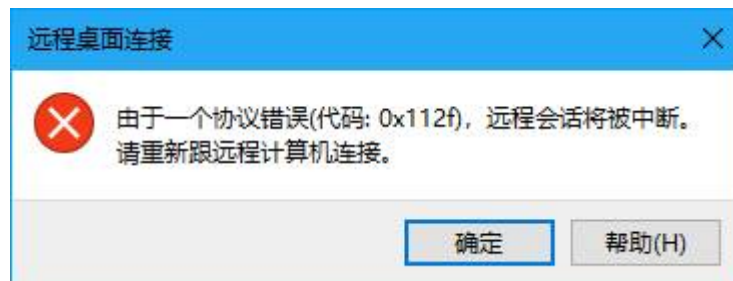 远程桌面连接
由于一个协议错误(代码: 0x112f)，远程会话将被中断。
请重新跟远程计算机连接。
确定
帮助(H)